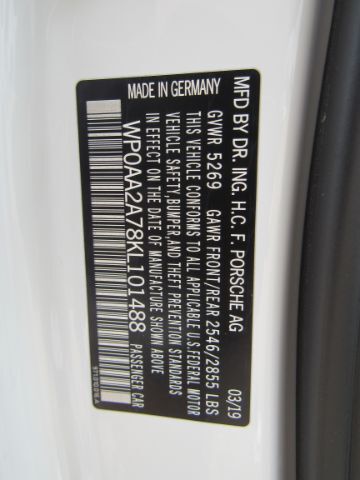 MFD BY DR. ING. H.C. F. PORSCHE AG 03/19
GVWR 5269 GAWR FRONT/REAR 2546/2855 LBS
THIS VEHICLE CONFORMS TO ALL APPLICABLE U.S. FEDERAL MOTOR
VEHICLE SAFETY, BUMPER, AND THEFT PREVENTION STANDARDS
IN EFFECT ON THE DATE OF MANUFACTURE SHOWN ABOVE
WP0AA2A78KL101488 PASSENGER CAR
MADE IN GERMANY